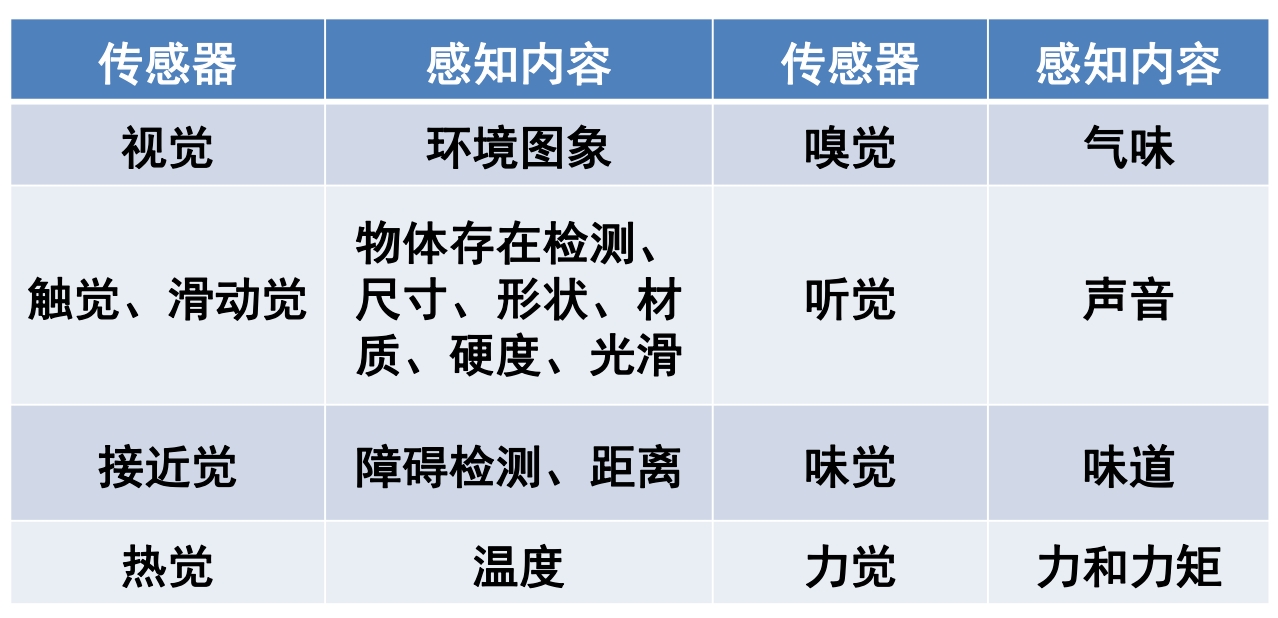 传感器 感知内容 传感器 感知内容
视觉 环境图象 嗅觉 气味
触觉、滑动觉 物体存在检测、
尺寸、形状、材
质、硬度、光滑 听觉 声音
接近觉 障碍检测、距离 味觉 味道
热觉 温度 力觉 力和力矩